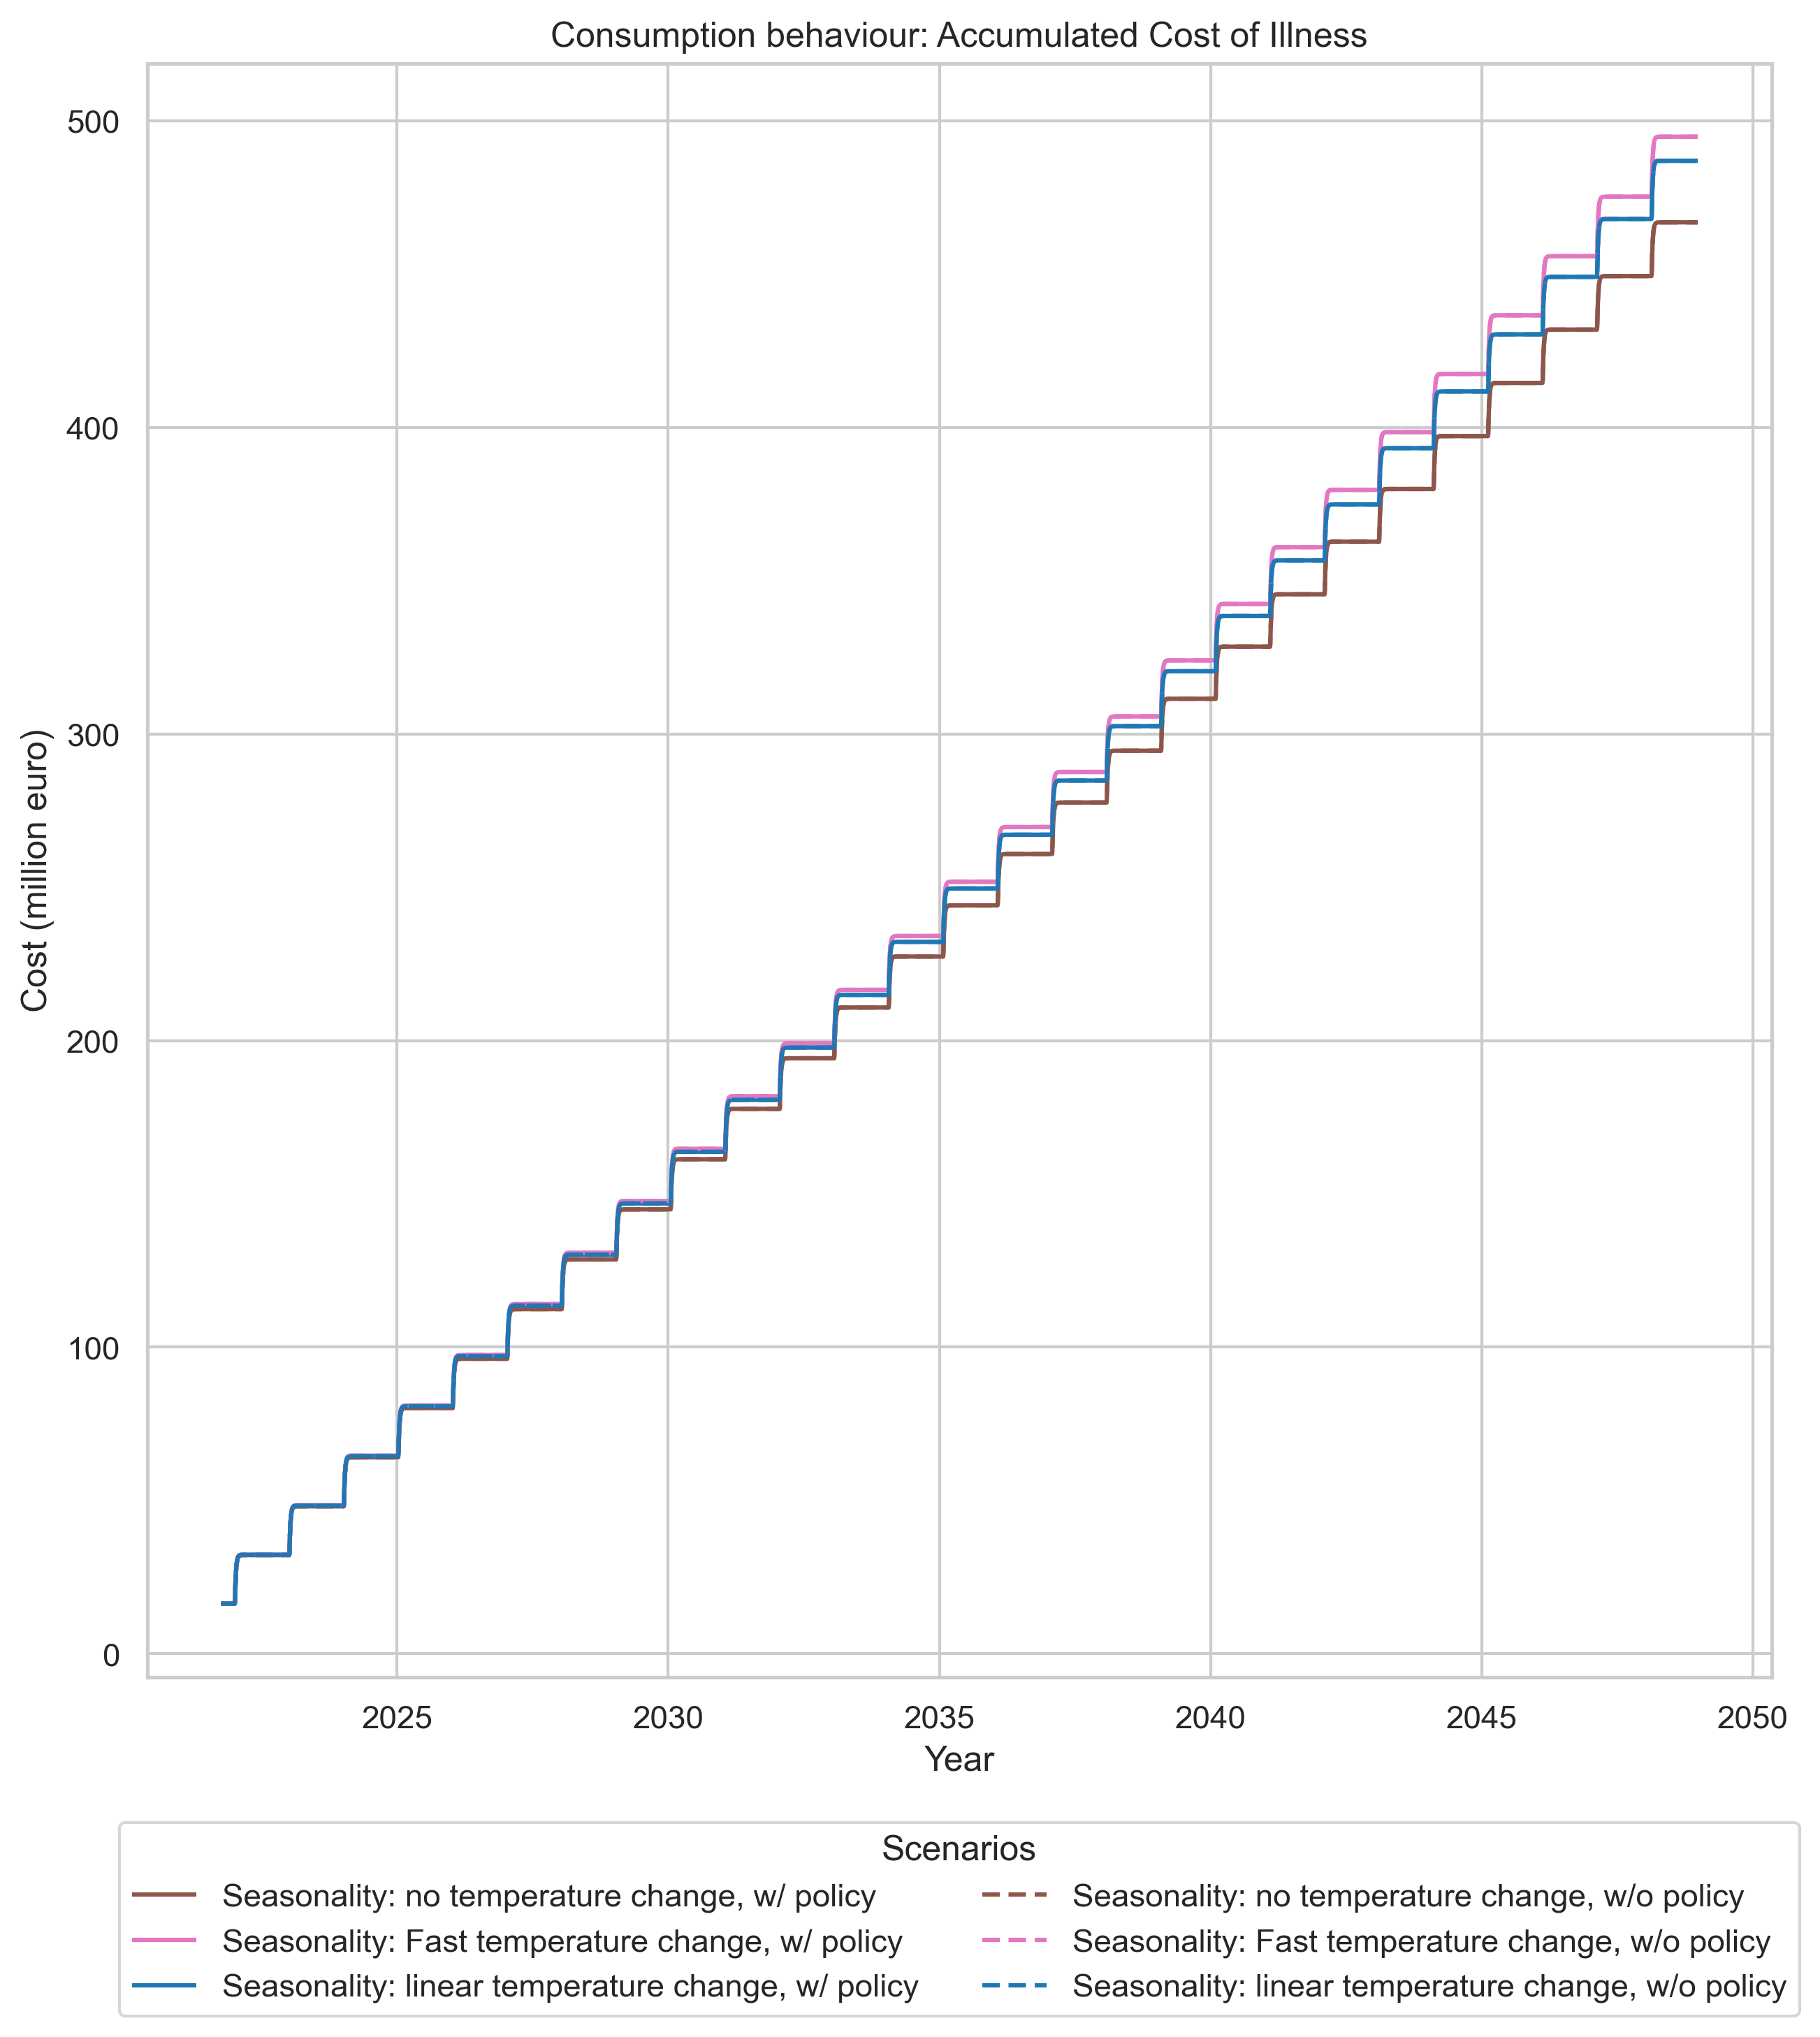 Consumption behaviour: Accumulated Cost of Illness
500
400
300
200
100
0
Cost (million euro)
2025 2030 2035 2040 2045 2050
Year
Scenarios
Seasonality: no temperature change, w/ policy
Seasonality: Fast temperature change, w/ policy
Seasonality: linear temperature change, w/ policy
Seasonality: no temperature change, w/o policy
Seasonality: Fast temperature change, w/o policy
Seasonality: linear temperature change, w/o policy